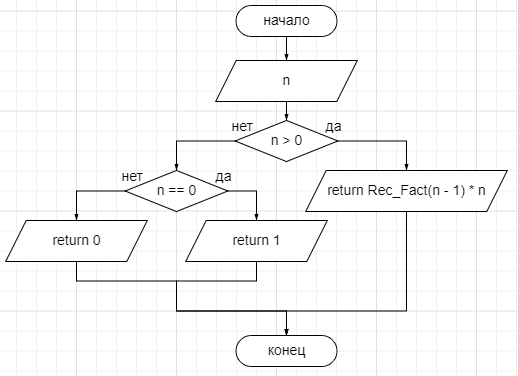 начало
n
нет
да
n > 0
нет
да
n == 0
return Rec_Fact(n - 1) * n
return 0
return 1
конец